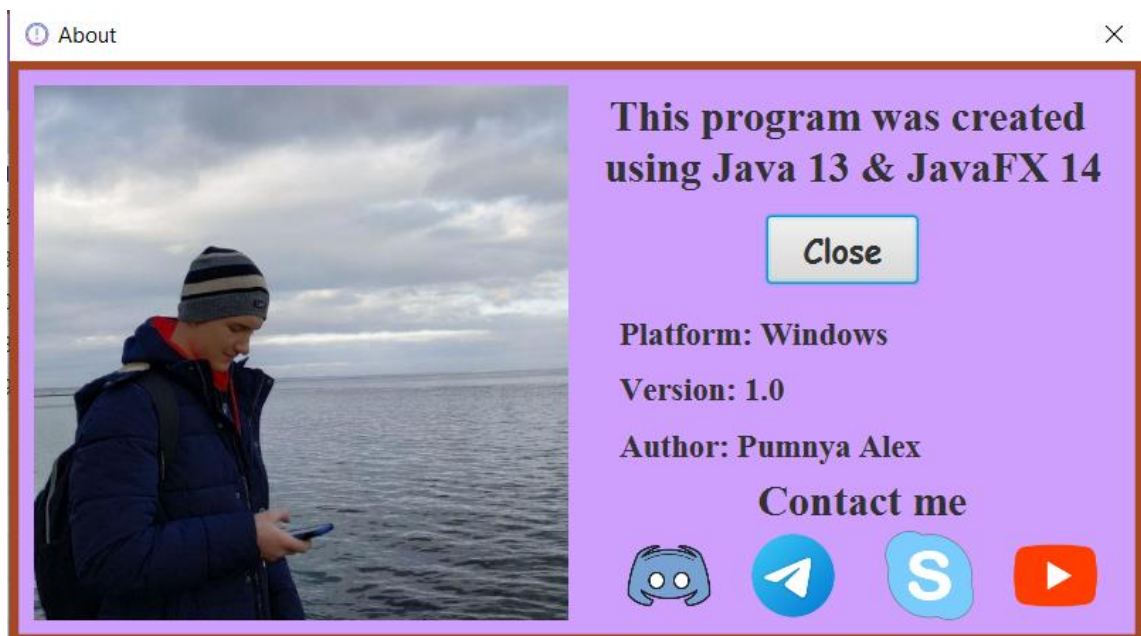 About
This program was created
using Java 13 & JavaFX 14
Close
Platform: Windows
Version: 1.0
Author: Pumnya Alex
Contact me
S